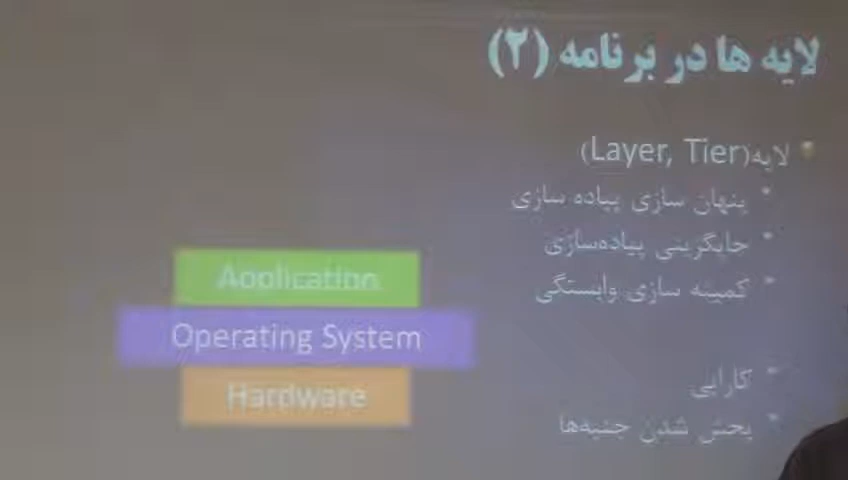 لایه ها در برنامه (۲)
لایه(Layer, Tier)
پنهان سازی پیاده سازی
جایگزینی پیاده‌سازی
کمینه سازی وابستگی
کارایی
پخش شدن جنبه‌ها
Application
Operating System
Hardware